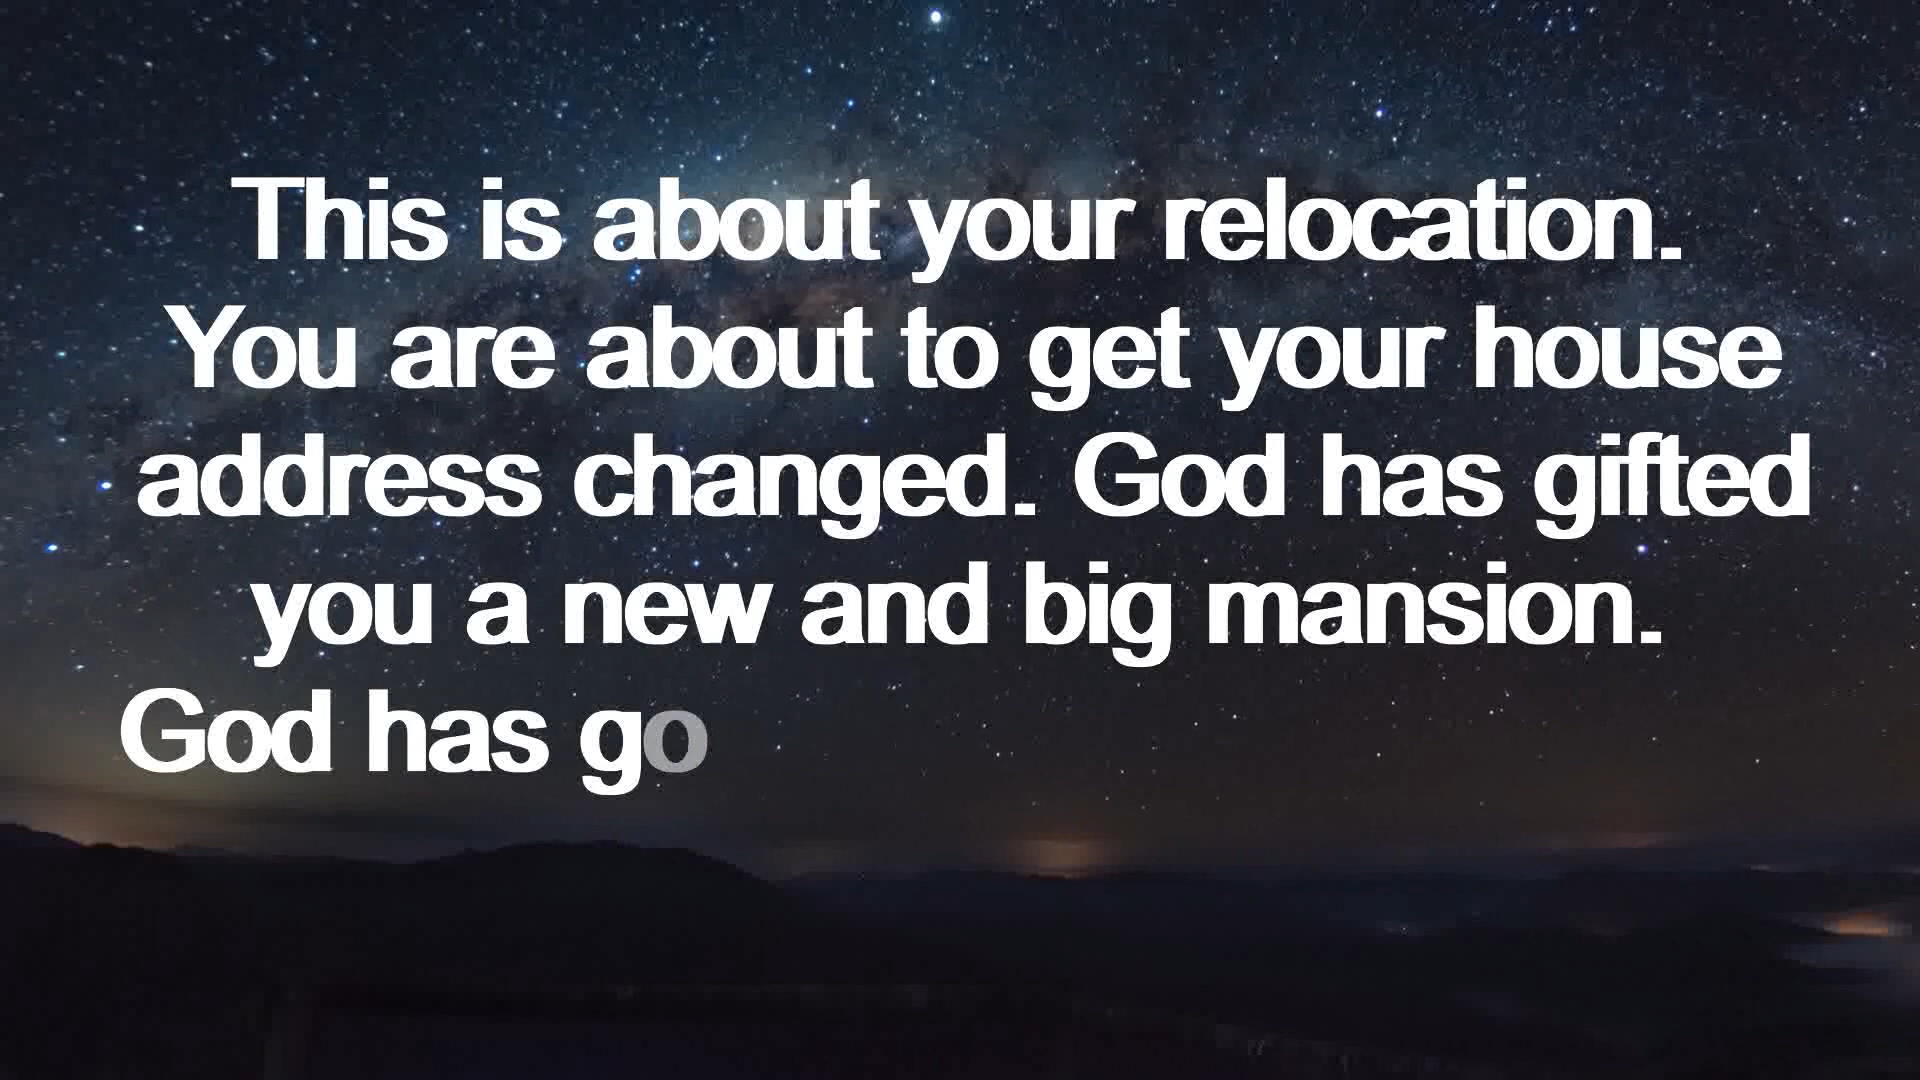 This is about your relocation.
You are about to get your house
address changed. God has gifted
you a new and big mansion.
God has go